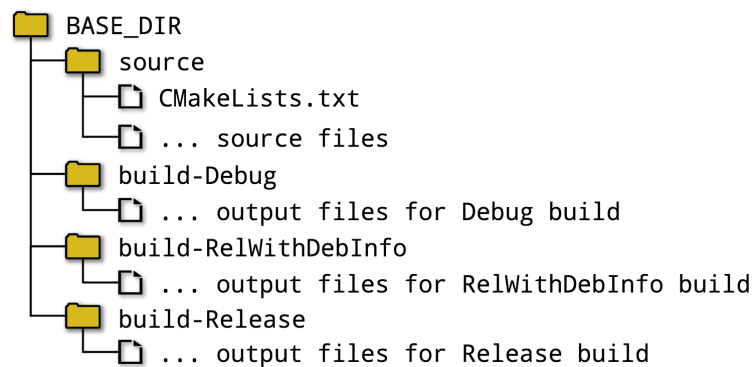 BASE_DIR
source
CMakeLists.txt
... source files
build-Debug
... output files for Debug build
build-RelWithDebInfo
... output files for RelWithDebInfo build
build-Release
... output files for Release build